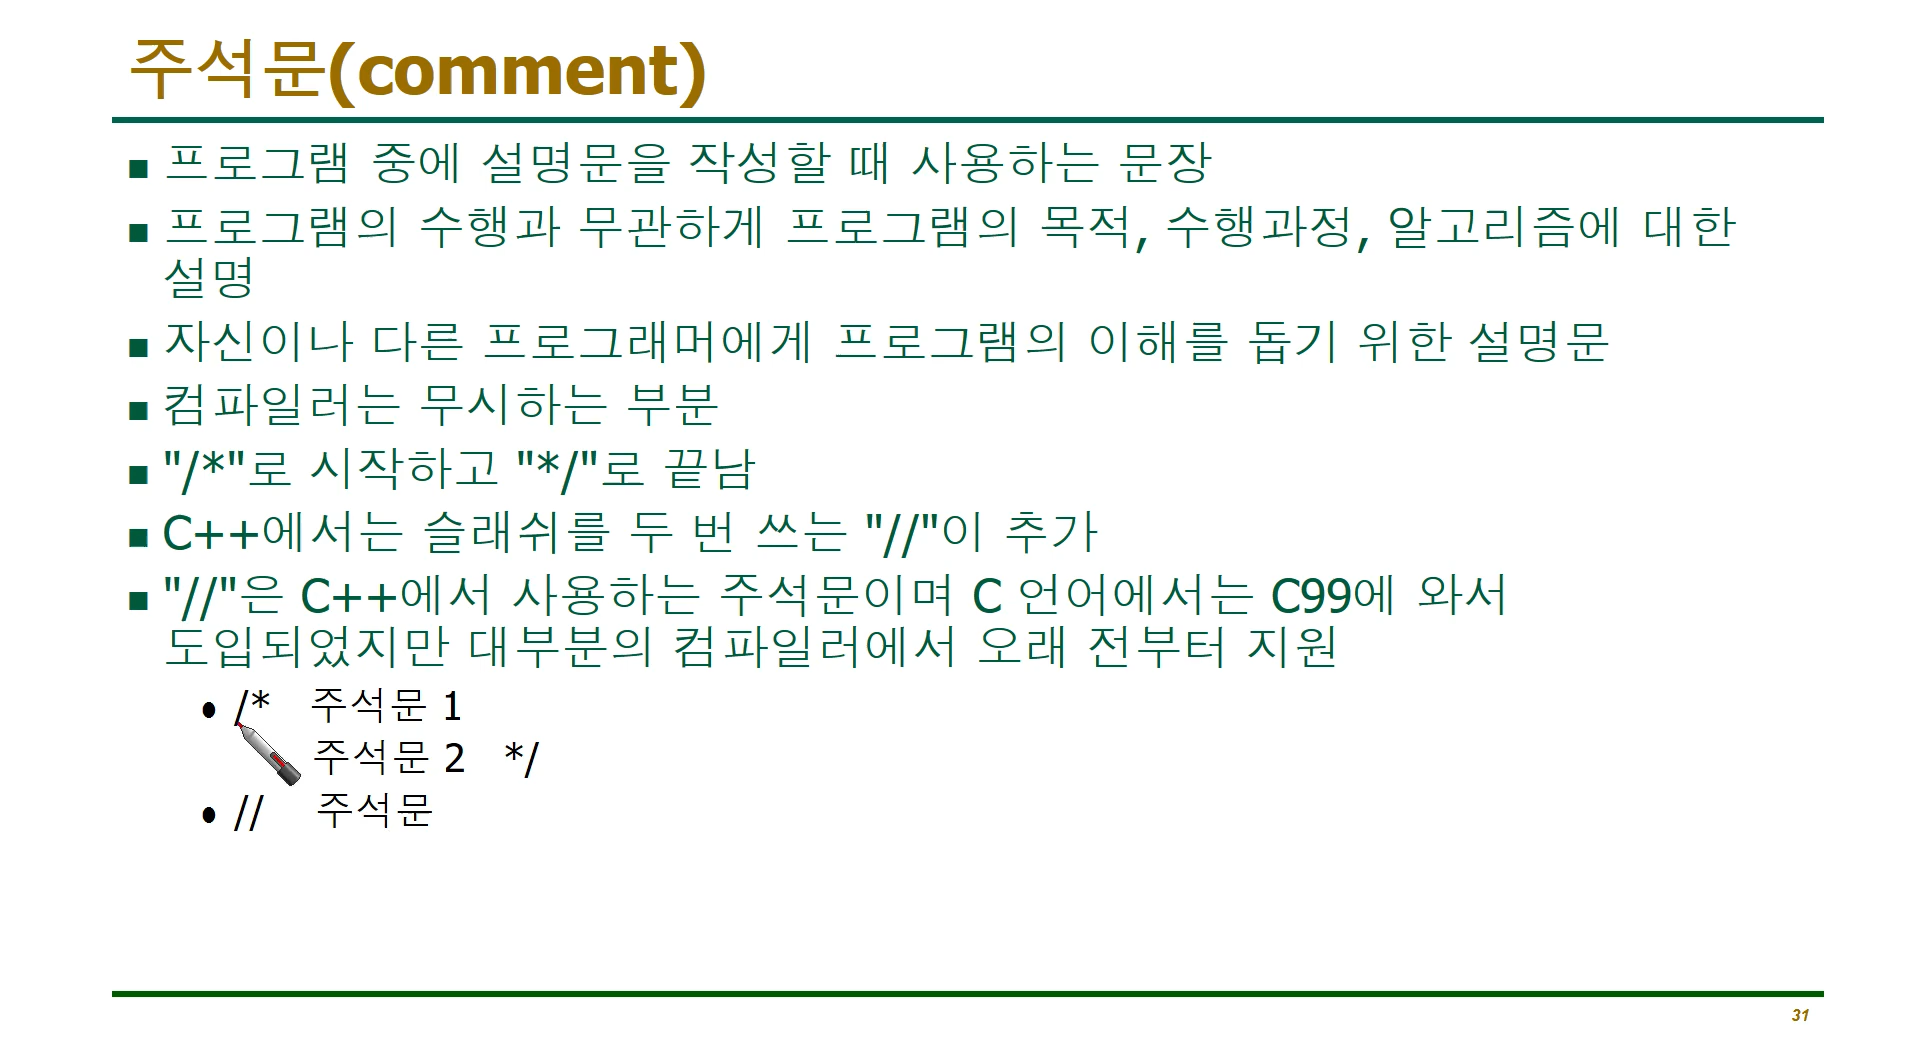 주석문(comment)
■ 프로그램 중에 설명문을 작성할 때 사용하는 문장
■ 프로그램의 수행과 무관하게 프로그램의 목적, 수행과정, 알고리즘에 대한
설명
■ 자신이나 다른 프로그래머에게 프로그램의 이해를 돕기 위한 설명문
■ 컴파일러는 무시하는 부분
■ "/*"로 시작하고 "*/"로 끝남
■ C++에서는 슬래쉬를 두 번 쓰는 "//"이 추가
■ "//"은 C++에서 사용하는 주석문이며 C 언어에서는 C99에 와서
도입되었지만 대부분의 컴파일러에서 오래 전부터 지원
• /* 주석문 1
주석문 2 */
• // 주석문
31